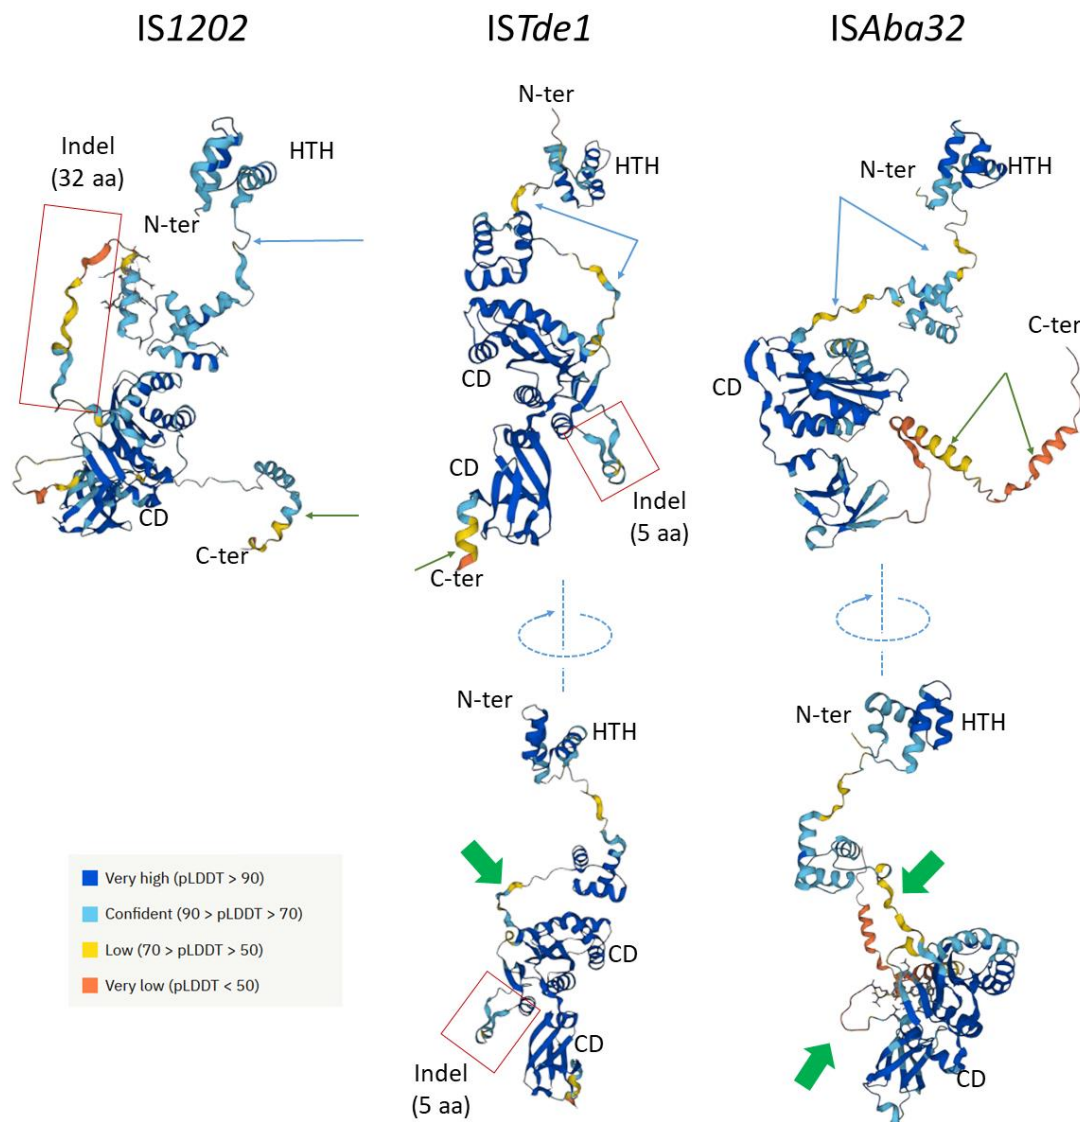 IS1202
ISTde1
ISAba32
Indel
(32 aa)
HTH
N-ter
CD
C-ter
N-ter
HTH
CD
CD
Indel
(5 aa)
C-ter
N-ter
HTH
C-ter
CD
N-ter
HTH
CD
CD
Indel
(5 aa)
N-ter
HTH
CD
Very high (pLDDT > 90)
Confident (90 > pLDDT > 70)
Low (70 > pLDDT > 50)
Very low (pLDDT < 50)